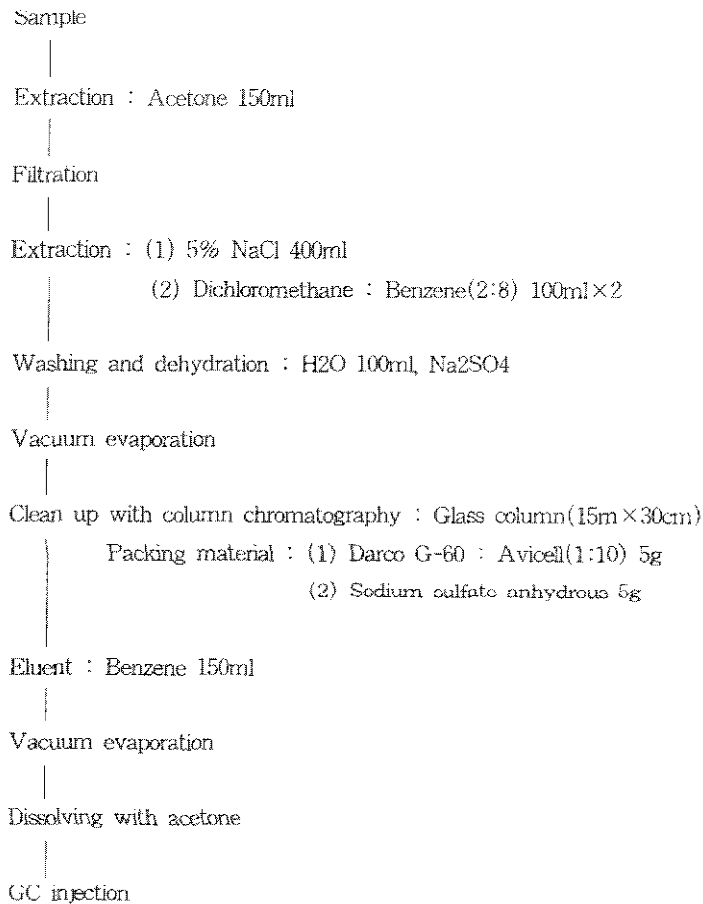 Sample
Extraction : Acetone 150ml
Filtration
Extraction : (1) 5% NaCl 400ml
(2) Dichloromethane : Benzene(2:8) 100ml×2
Washing and dehydration : H2O 100ml, Na2SO4
Vacuum evaporation
Clean up with column chromatography : Glass column(15m×30cm)
Packing material : (1) Darco G-60 : Avicell(1:10) 5g
(2) Sodium sulfate anhydrous 5g
Eluent : Benzene 150ml
Vacuum evaporation
Dissolving with acetone
GC injection